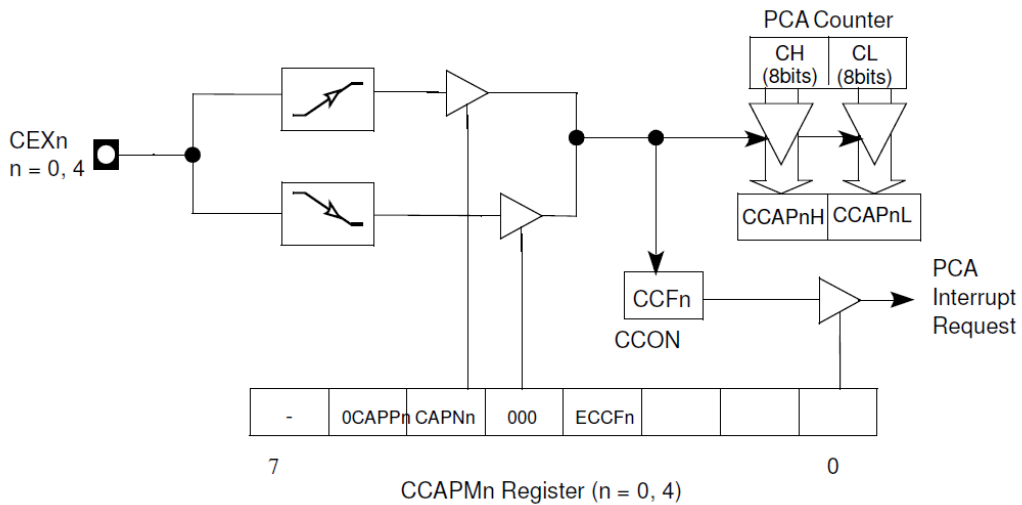 PCA Counter
CH CL
(8bits) (8bits)
CEXn
n = 0, 4
CCAPnH CCAPnL
PCA
Interrupt
Request
CCFn
CCON
- 0CAPPn CAPNn 000 ECCFn
7 0
CCAPMn Register (n = 0, 4)